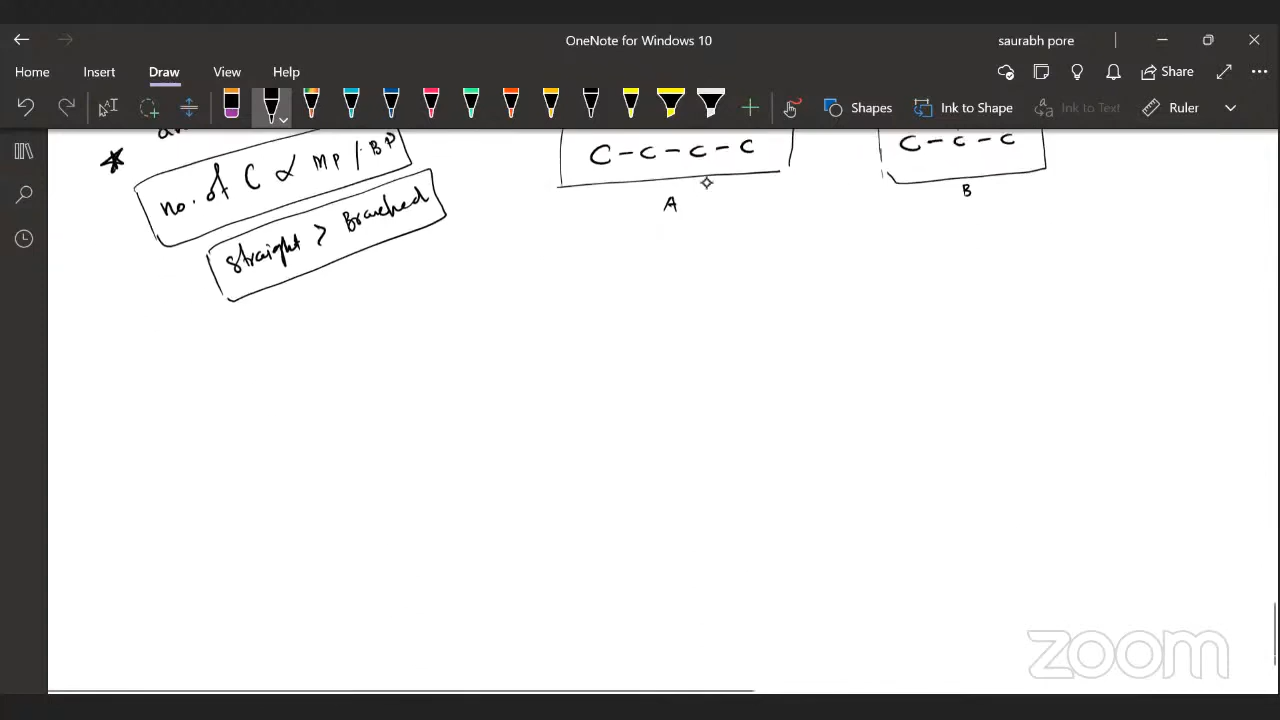 OneNote for Windows 10
saurabh pore
Home Insert Draw View Help
Share
Shapes Ink to Shape Ink to Text Ruler
no. of C ∝ MP / BP
Straight > Branched
C - C - C - C
A
C - C - C
B
zoom